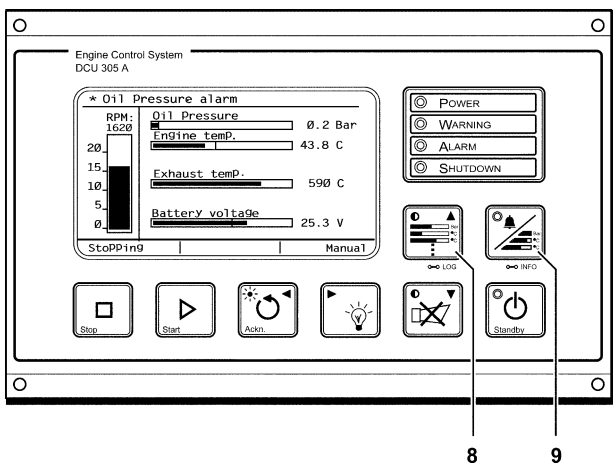 Engine Control System
DCU 305 A
* Oil Pressure alarm
RPM:
1620
20
15
10
5
0
Oil Pressure
0.2 Bar
Engine temp.
43.8 C
Exhaust temp.
590 C
Battery voltage
25.3 V
Stopping
Manual
POWER
WARNING
ALARM
SHUTDOWN
Bar
°C
°C
LOG
Bar
°C
°C
INFO
Stop
Start
Ackn.
Standby
8
9